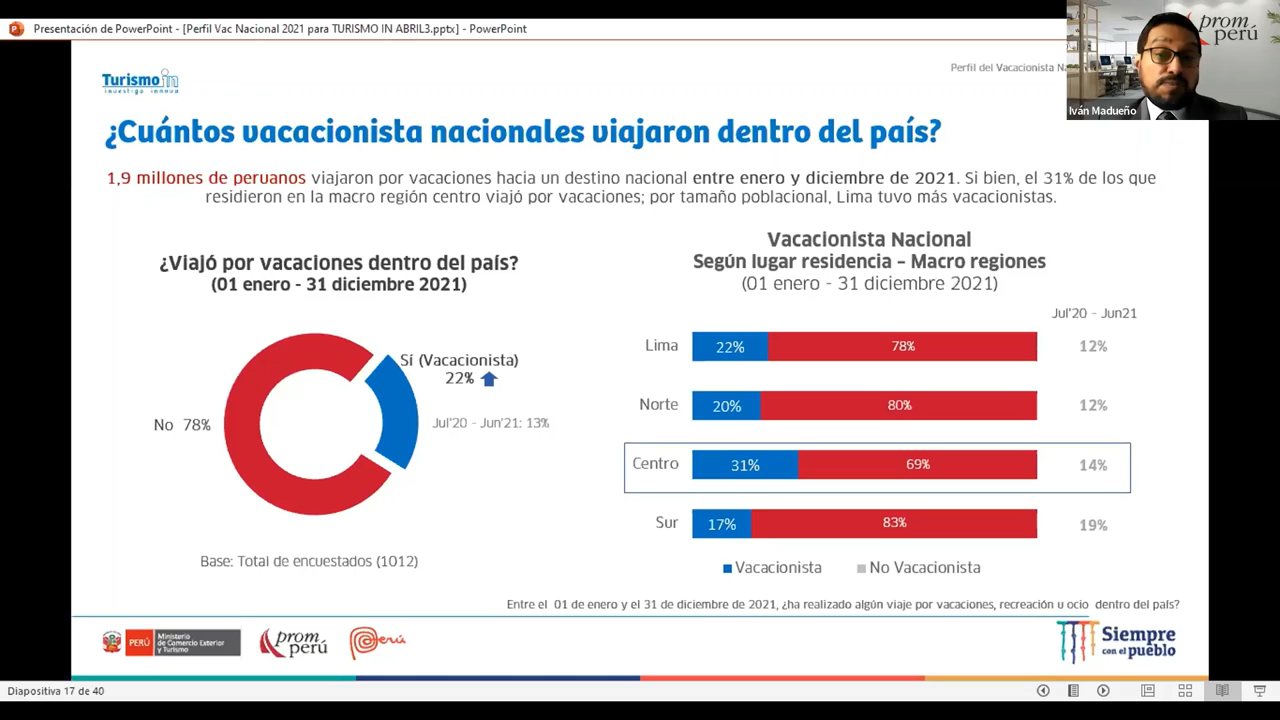 Presentación de PowerPoint - [Perfil Vac Nacional 2021 para TURISMO IN ABRIL3.pptx] - PowerPoint
prom
perú
Iván Madueño
Turismo in
investiga innova
Perfil del Vacacionista
¿Cuántos vacacionista nacionales viajaron dentro del país?
1,9 millones de peruanos viajaron por vacaciones hacia un destino nacional entre enero y diciembre de 2021. Si bien, el 31% de los que
residieron en la macro región centro viajó por vacaciones; por tamaño poblacional, Lima tuvo más vacacionistas.
¿Viajó por vacaciones dentro del país?
(01 enero - 31 diciembre 2021)
Sí (Vacacionista)
22%
No 78%
Jul'20 - Jun'21: 13%
Base: Total de encuestados (1012)
Vacacionista Nacional
Según lugar residencia – Macro regiones
(01 enero - 31 diciembre 2021)
Jul'20 - Jun21
Lima 22% 78% 12%
Norte 20% 80% 12%
Centro 31% 69% 14%
Sur 17% 83% 19%
Vacacionista No Vacacionista
Entre el 01 de enero y el 31 de diciembre de 2021, ¿ha realizado algún viaje por vacaciones, recreación u ocio dentro del país?
PERÚ
Ministerio
de Comercio Exterior
y Turismo
prom
perú
Perú
Siempre
con el pueblo
Diapositiva 17 de 40